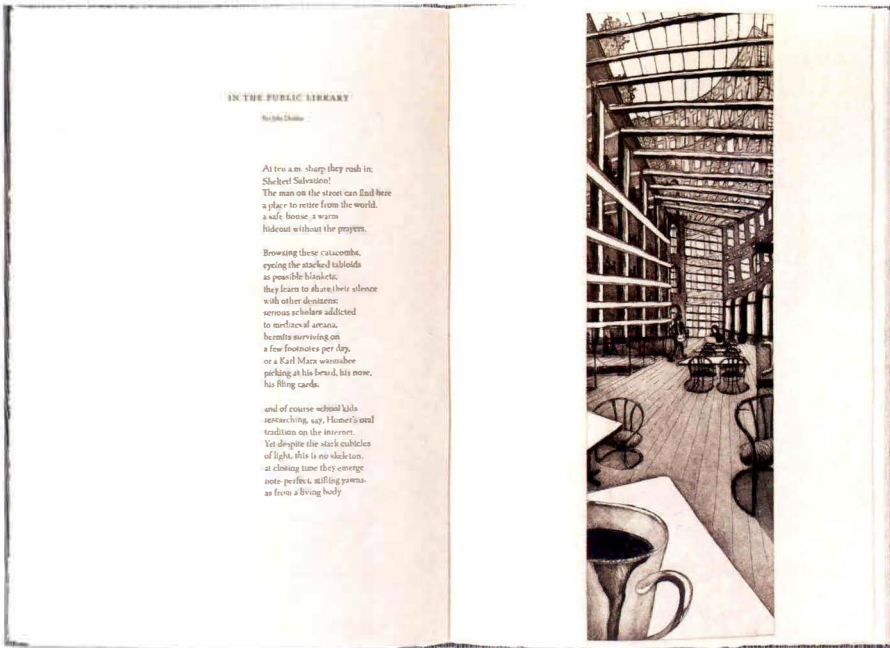 IN THE PUBLIC LIBRARY
For John
At ten a.m. sharp they rush in;
Shelter! Salvation!
The man on the street can find here
a place to retire from the world,
a safe house, a warm
hideout without the prayers.
Browsing these catacombs,
eyeing the stacked tabloids
as possible blankets,
they learn to share their silence
with other denizens:
serious scholars addicted
to mediaeval arcana,
hermits surviving on
a few footnotes per day,
or a Karl Marx wannabee
picking at his beard, his nose,
his filing cards.
and of course school kids
researching, say, Homer's oral
tradition on the internet.
Yet despite the stark cubicles
of light, this is no skeleton,
at closing time they emerge
note-perfect, stifling yawns,
as from a living body